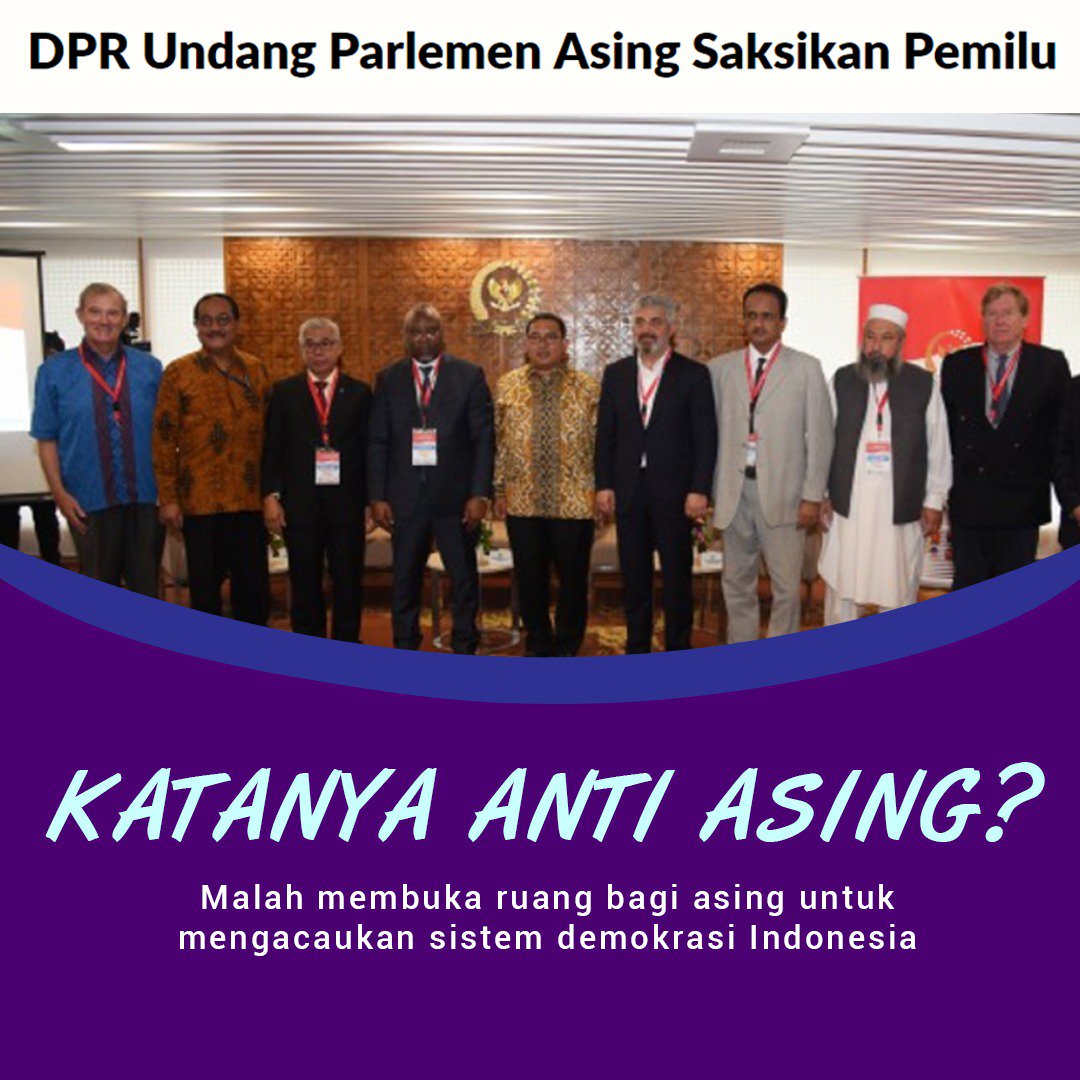 DPR Undang Parlemen Asing Saksikan Pemilu
KATANYA ANTI ASING?
Malah membuka ruang bagi asing untuk
mengacaukan sistem demokrasi Indonesia